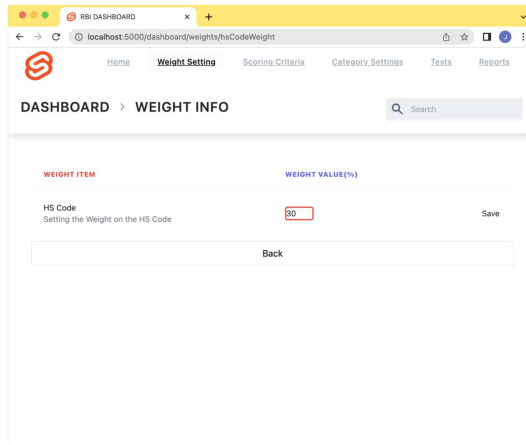 RBI DASHBOARD
localhost:5000/dashboard/weights/hsCodeWeight
J
Home Weight Setting Scoring Criteria Category Settings Tests Reports
DASHBOARD > WEIGHT INFO
Search
WEIGHT ITEM WEIGHT VALUE(%)
HS Code
Setting the Weight on the HS Code
30
Save
Back